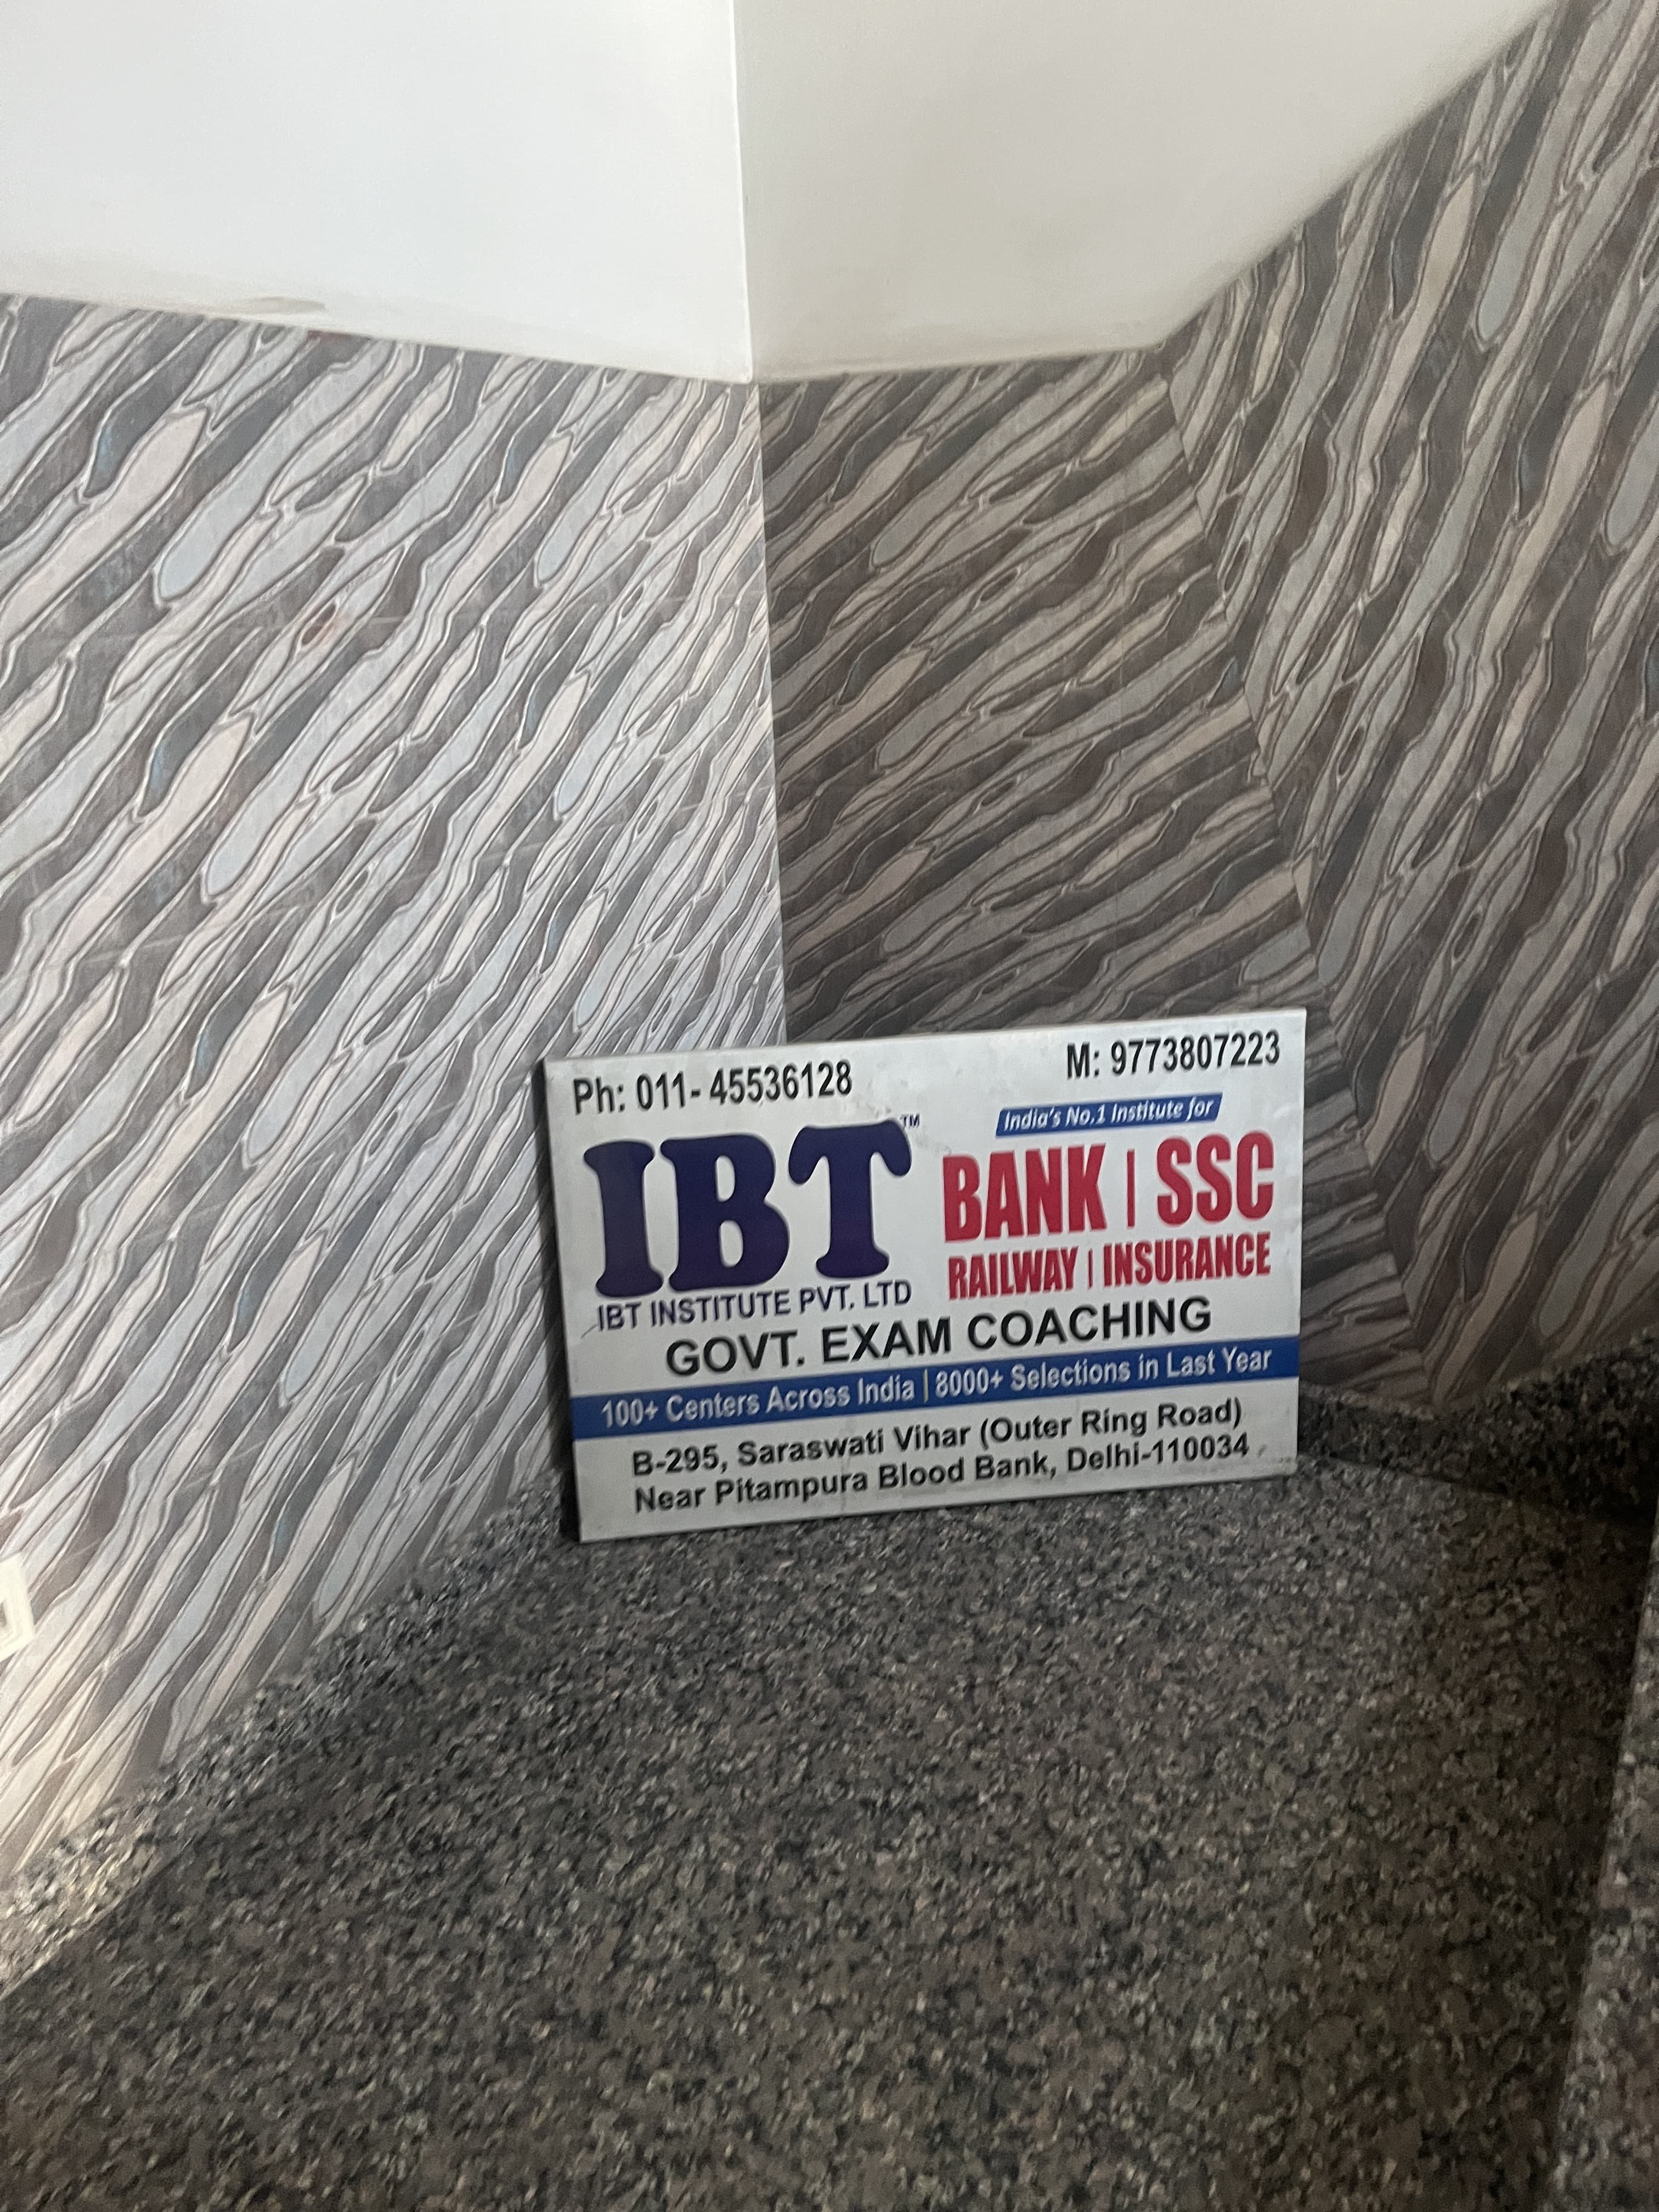 Ph: 011- 45536128 M: 9773807223
IBT™
India's No.1 Institute for
BANK | SSC
RAILWAY | INSURANCE
IBT INSTITUTE PVT. LTD
GOVT. EXAM COACHING
100+ Centers Across India | 8000+ Selections in Last Year
B-295, Saraswati Vihar (Outer Ring Road)
Near Pitampura Blood Bank, Delhi-110034